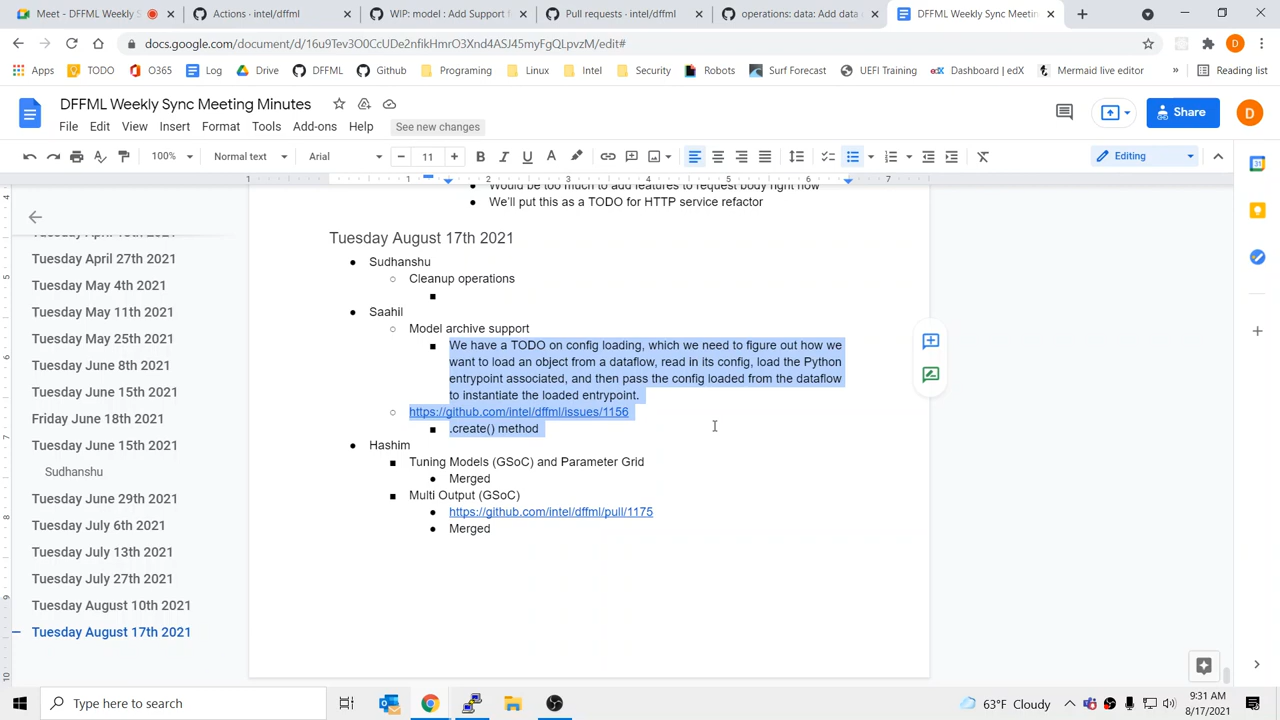 Meet - DFFML Weekly S
Actions · intel/dffml
WIP: model : Add Support f
Pull requests · intel/dffml
operations: data: Add data o
DFFML Weekly Sync Meetin
docs.google.com/document/d/16u9Tev3O0CcUDe2nfikHmrO3XnJ4ASJ45myFgQLpvzM/edit#
Apps
TODO
O365
Log
Drive
DFFML
Github
Programing
Linux
Intel
Security
Robots
Surf Forecast
UEFI Training
Dashboard | edX
Mermaid live editor
»
Reading list
DFFML Weekly Sync Meeting Minutes
File Edit View Insert Format Tools Add-ons Help See new changes
Share
D
100% Normal text Arial 11
Editing
1 1 2 3 4 5 6 7
Would be too much to add features to request body right now
We'll put this as a TODO for HTTP service refactor
Tuesday August 17th 2021
Sudhanshu
Cleanup operations
Saahil
Model archive support
We have a TODO on config loading, which we need to figure out how we
want to load an object from a dataflow, read in its config, load the Python
entrypoint associated, and then pass the config loaded from the dataflow
to instantiate the loaded entrypoint.
https://github.com/intel/dffml/issues/1156
.create() method
Hashim
Tuning Models (GSoC) and Parameter Grid
Merged
Multi Output (GSoC)
https://github.com/intel/dffml/pull/1175
Merged
Tuesday April 27th 2021
Tuesday May 4th 2021
Tuesday May 11th 2021
Tuesday May 25th 2021
Tuesday June 8th 2021
Tuesday June 15th 2021
Friday June 18th 2021
Tuesday June 15th 2021
Sudhanshu
Tuesday June 29th 2021
Tuesday July 6th 2021
Tuesday July 13th 2021
Tuesday July 27th 2021
Tuesday August 10th 2021
Tuesday August 17th 2021
Type here to search
63°F Cloudy
9:31 AM
8/17/2021